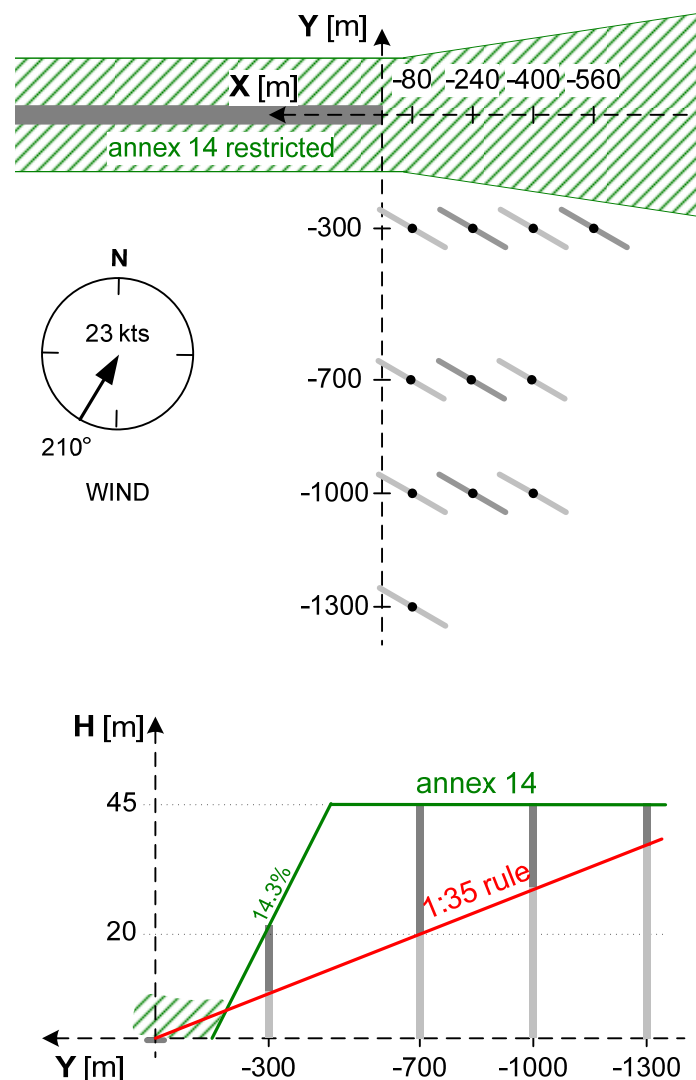 Y [m]
-80 -240 -400 -560
X [m]
annex 14 restricted
-300
N
23 kts
-700
210°
WIND
-1000
-1300
H [m]
annex 14
45
14.3%
1:35 rule
20
Y [m] -300 -700 -1000 -1300